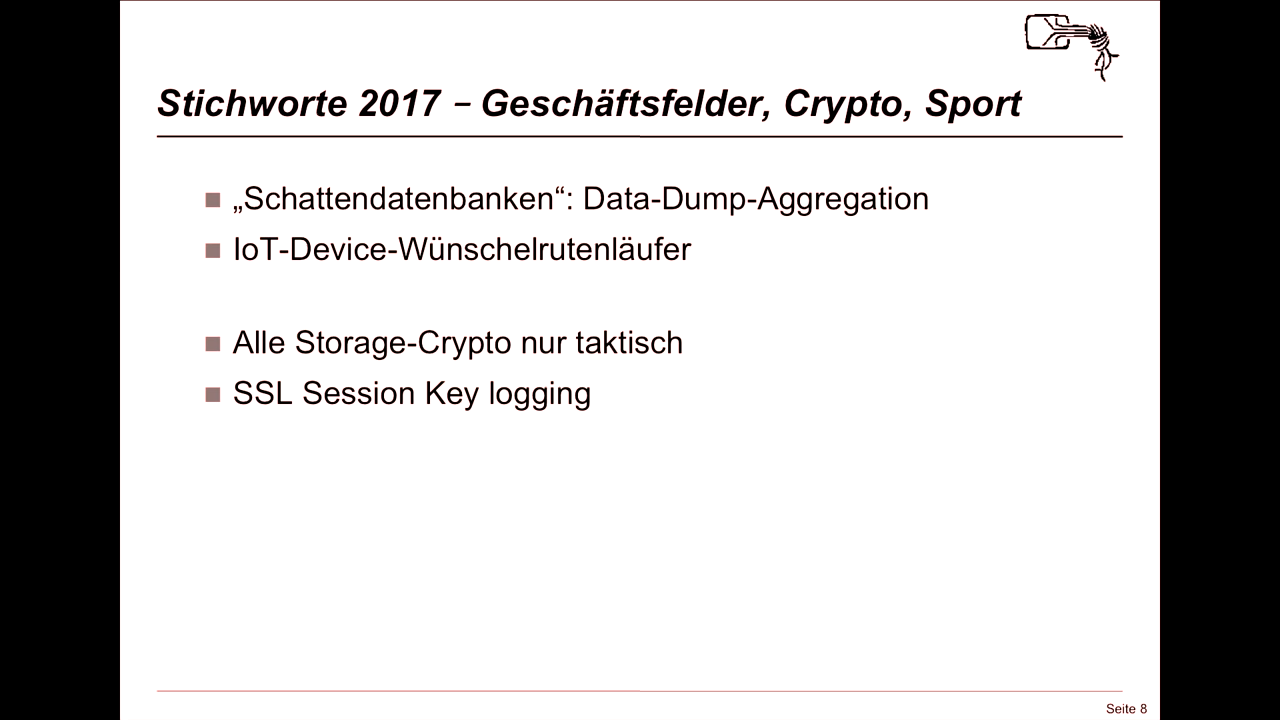 Stichworte 2017 – Geschäftsfelder, Crypto, Sport
„Schattendatenbanken“: Data-Dump-Aggregation
IoT-Device-Wünschelrutenläufer
Alle Storage-Crypto nur taktisch
SSL Session Key logging
Seite 8